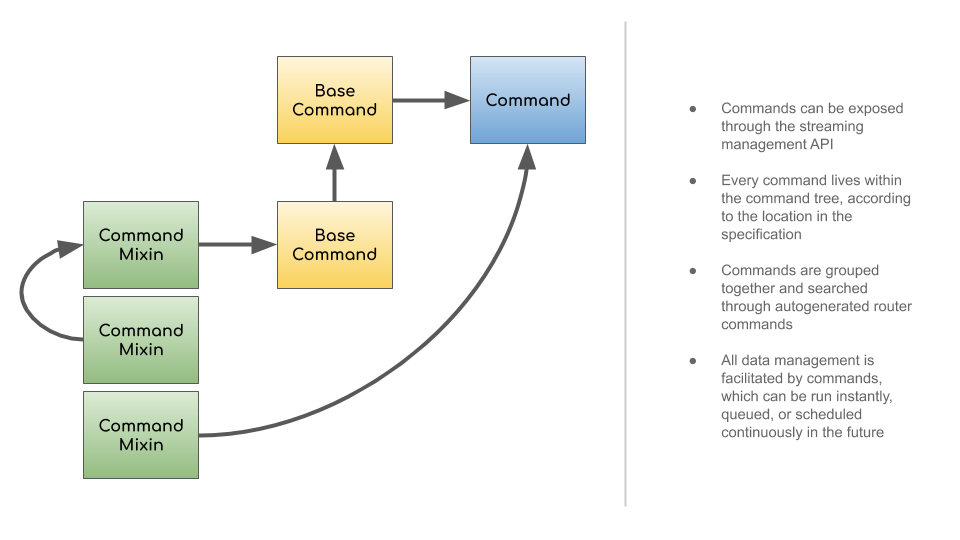 Base
Command
Command
Command
Mixin
Base
Command
Command
Mixin
Command
Mixin
● Commands can be exposed
through the streaming
management API
● Every command lives within
the command tree, according
to the location in the
specification
● Commands are grouped
together and searched
through autogenerated router
commands
● All data management is
facilitated by commands,
which can be run instantly,
queued, or scheduled
continuously in the future